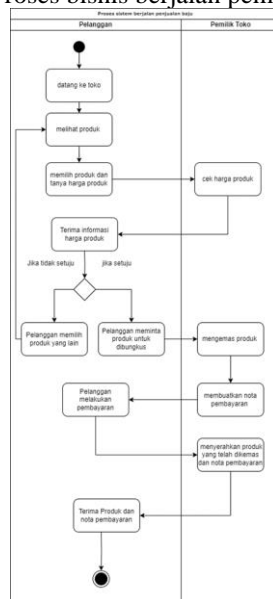 Proses sistem berjalan penjualan baju
Pelanggan
Pemilik Toko
datang ke toko
melihat produk
memilih produk dan
tanya harga produk
cek harga produk
Terima informasi
harga produk
Jika tidak setuju
jika setuju
Pelanggan memilih
produk yang lain
Pelanggan meminta
produk untuk
dibungkus
mengemas produk
Pelanggan
melakukan
pembayaran
membuatkan nota
pembayaran
menyerahkan produk
yang telah dikemas
dan nota pembayaran
Terima Produk dan
nota pembayaran